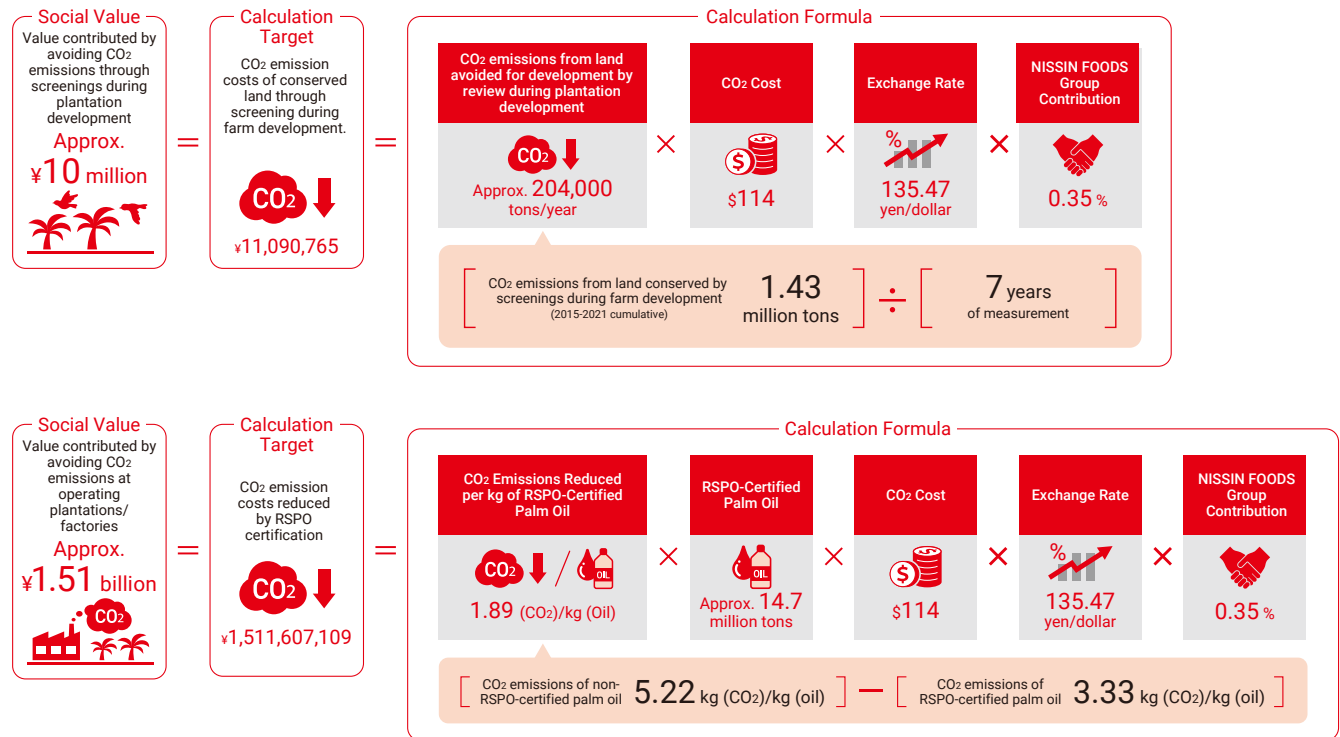 Social Value
Value contributed by
avoiding CO2
emissions through
screenings during
plantation
development
Approx.
¥10 million
=
Calculation
Target
CO2 emission
costs of conserved
land through
screening during
farm development.
CO2
¥11,090,765
=
Calculation Formula
CO2 emissions from land
avoided for development by
review during plantation
development
CO2
Approx. 204,000
tons/year
×
CO2 Cost
$
$114
×
Exchange Rate
%
135.47
yen/dollar
×
NISSIN FOODS
Group
Contribution
0.35 %
[ CO2 emissions from land conserved by
screenings during farm development
(2015-2021 cumulative)
1.43
million tons ]
÷
[ 7 years
of measurement ]
Social Value
Value contributed by
avoiding CO2
emissions at
operating
plantations/
factories
Approx.
¥1.51 billion
CO2
=
Calculation
Target
CO2 emission
costs reduced
by RSPO
certification
CO2
¥1,511,607,109
=
Calculation Formula
CO2 Emissions Reduced
per kg of RSPO-Certified
Palm Oil
CO2 / OIL
1.89 (CO2)/kg (Oil)
×
RSPO-Certified
Palm Oil
OIL
Approx. 14.7
million tons
×
CO2 Cost
$
$114
×
Exchange Rate
%
135.47
yen/dollar
×
NISSIN FOODS
Group
Contribution
0.35 %
[ CO2 emissions of non-
RSPO-certified palm oil 5.22 kg (CO2)/kg (oil) ]
—
[ CO2 emissions of
RSPO-certified palm oil 3.33 kg (CO2)/kg (oil) ]